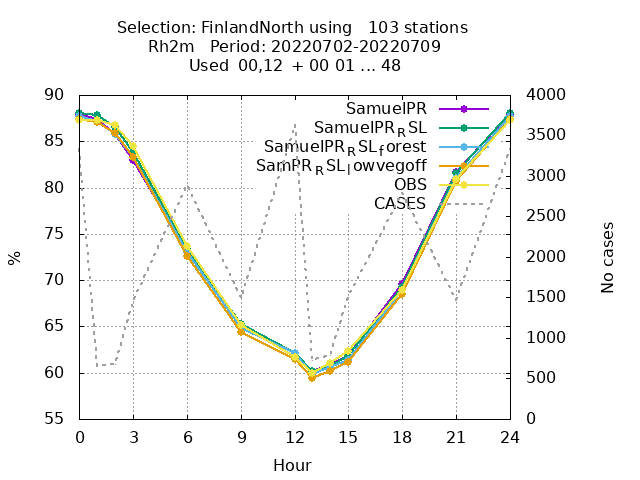 Selection: FinlandNorth using   103 stations
Rh2m   Period: 20220702-20220709
Used  00,12  + 00 01 ... 48
90
85
80
75
70
65
60
55
4000
3500
3000
2500
2000
1500
1000
500
0
%
No cases
SamuelPR
SamuelPR_RSL
SamuelPR_RSL_forest
SamPR_RSL_lowvegoff
OBS
CASES
0 3 6 9 12 15 18 21 24
Hour